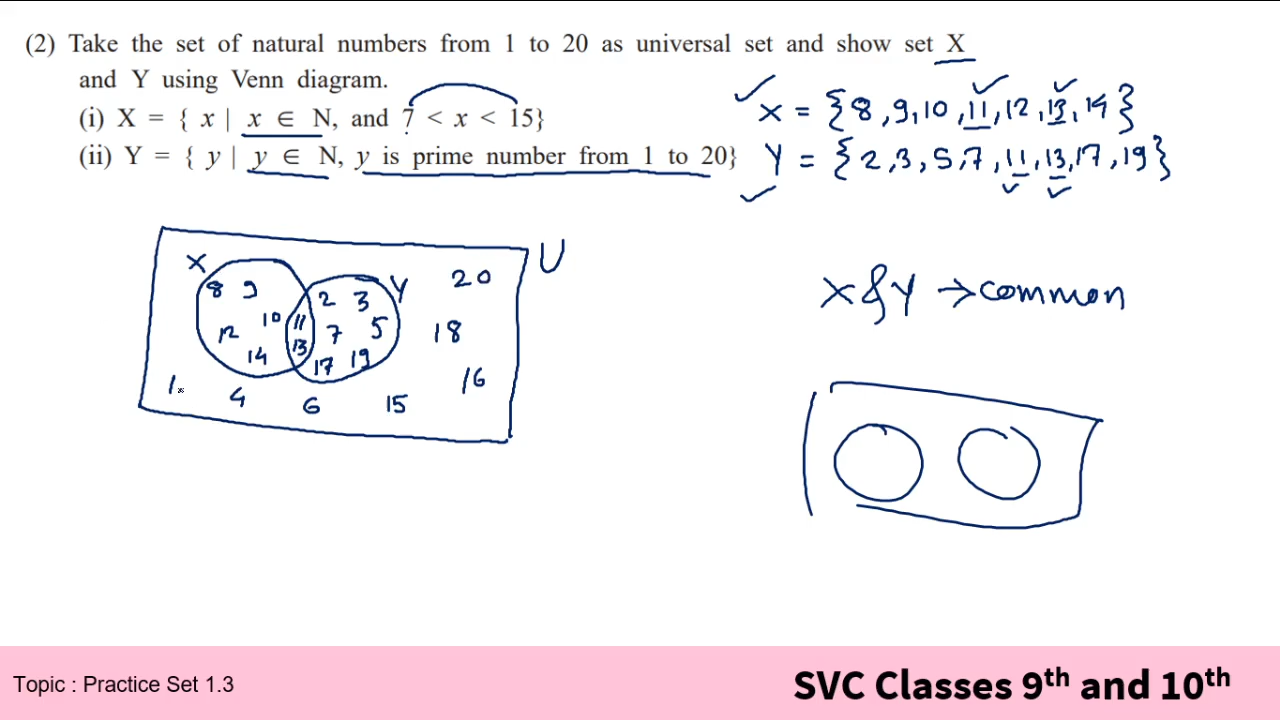 (2) Take the set of natural numbers from 1 to 20 as universal set and show set X
and Y using Venn diagram.
(i) X = { x | x ∈ N, and 7 < x < 15}
(ii) Y = { y | y ∈ N, y is prime number from 1 to 20}
X = {8, 9, 10, 11, 12, 13, 14}
Y = {2, 3, 5, 7, 11, 13, 17, 19}
U
X
Y
20
8 9
2 3
10
11
12
7
5
18
13
14
17
19
1.
4
6
15
16
X & Y → common
Topic : Practice Set 1.3
SVC Classes 9th and 10th